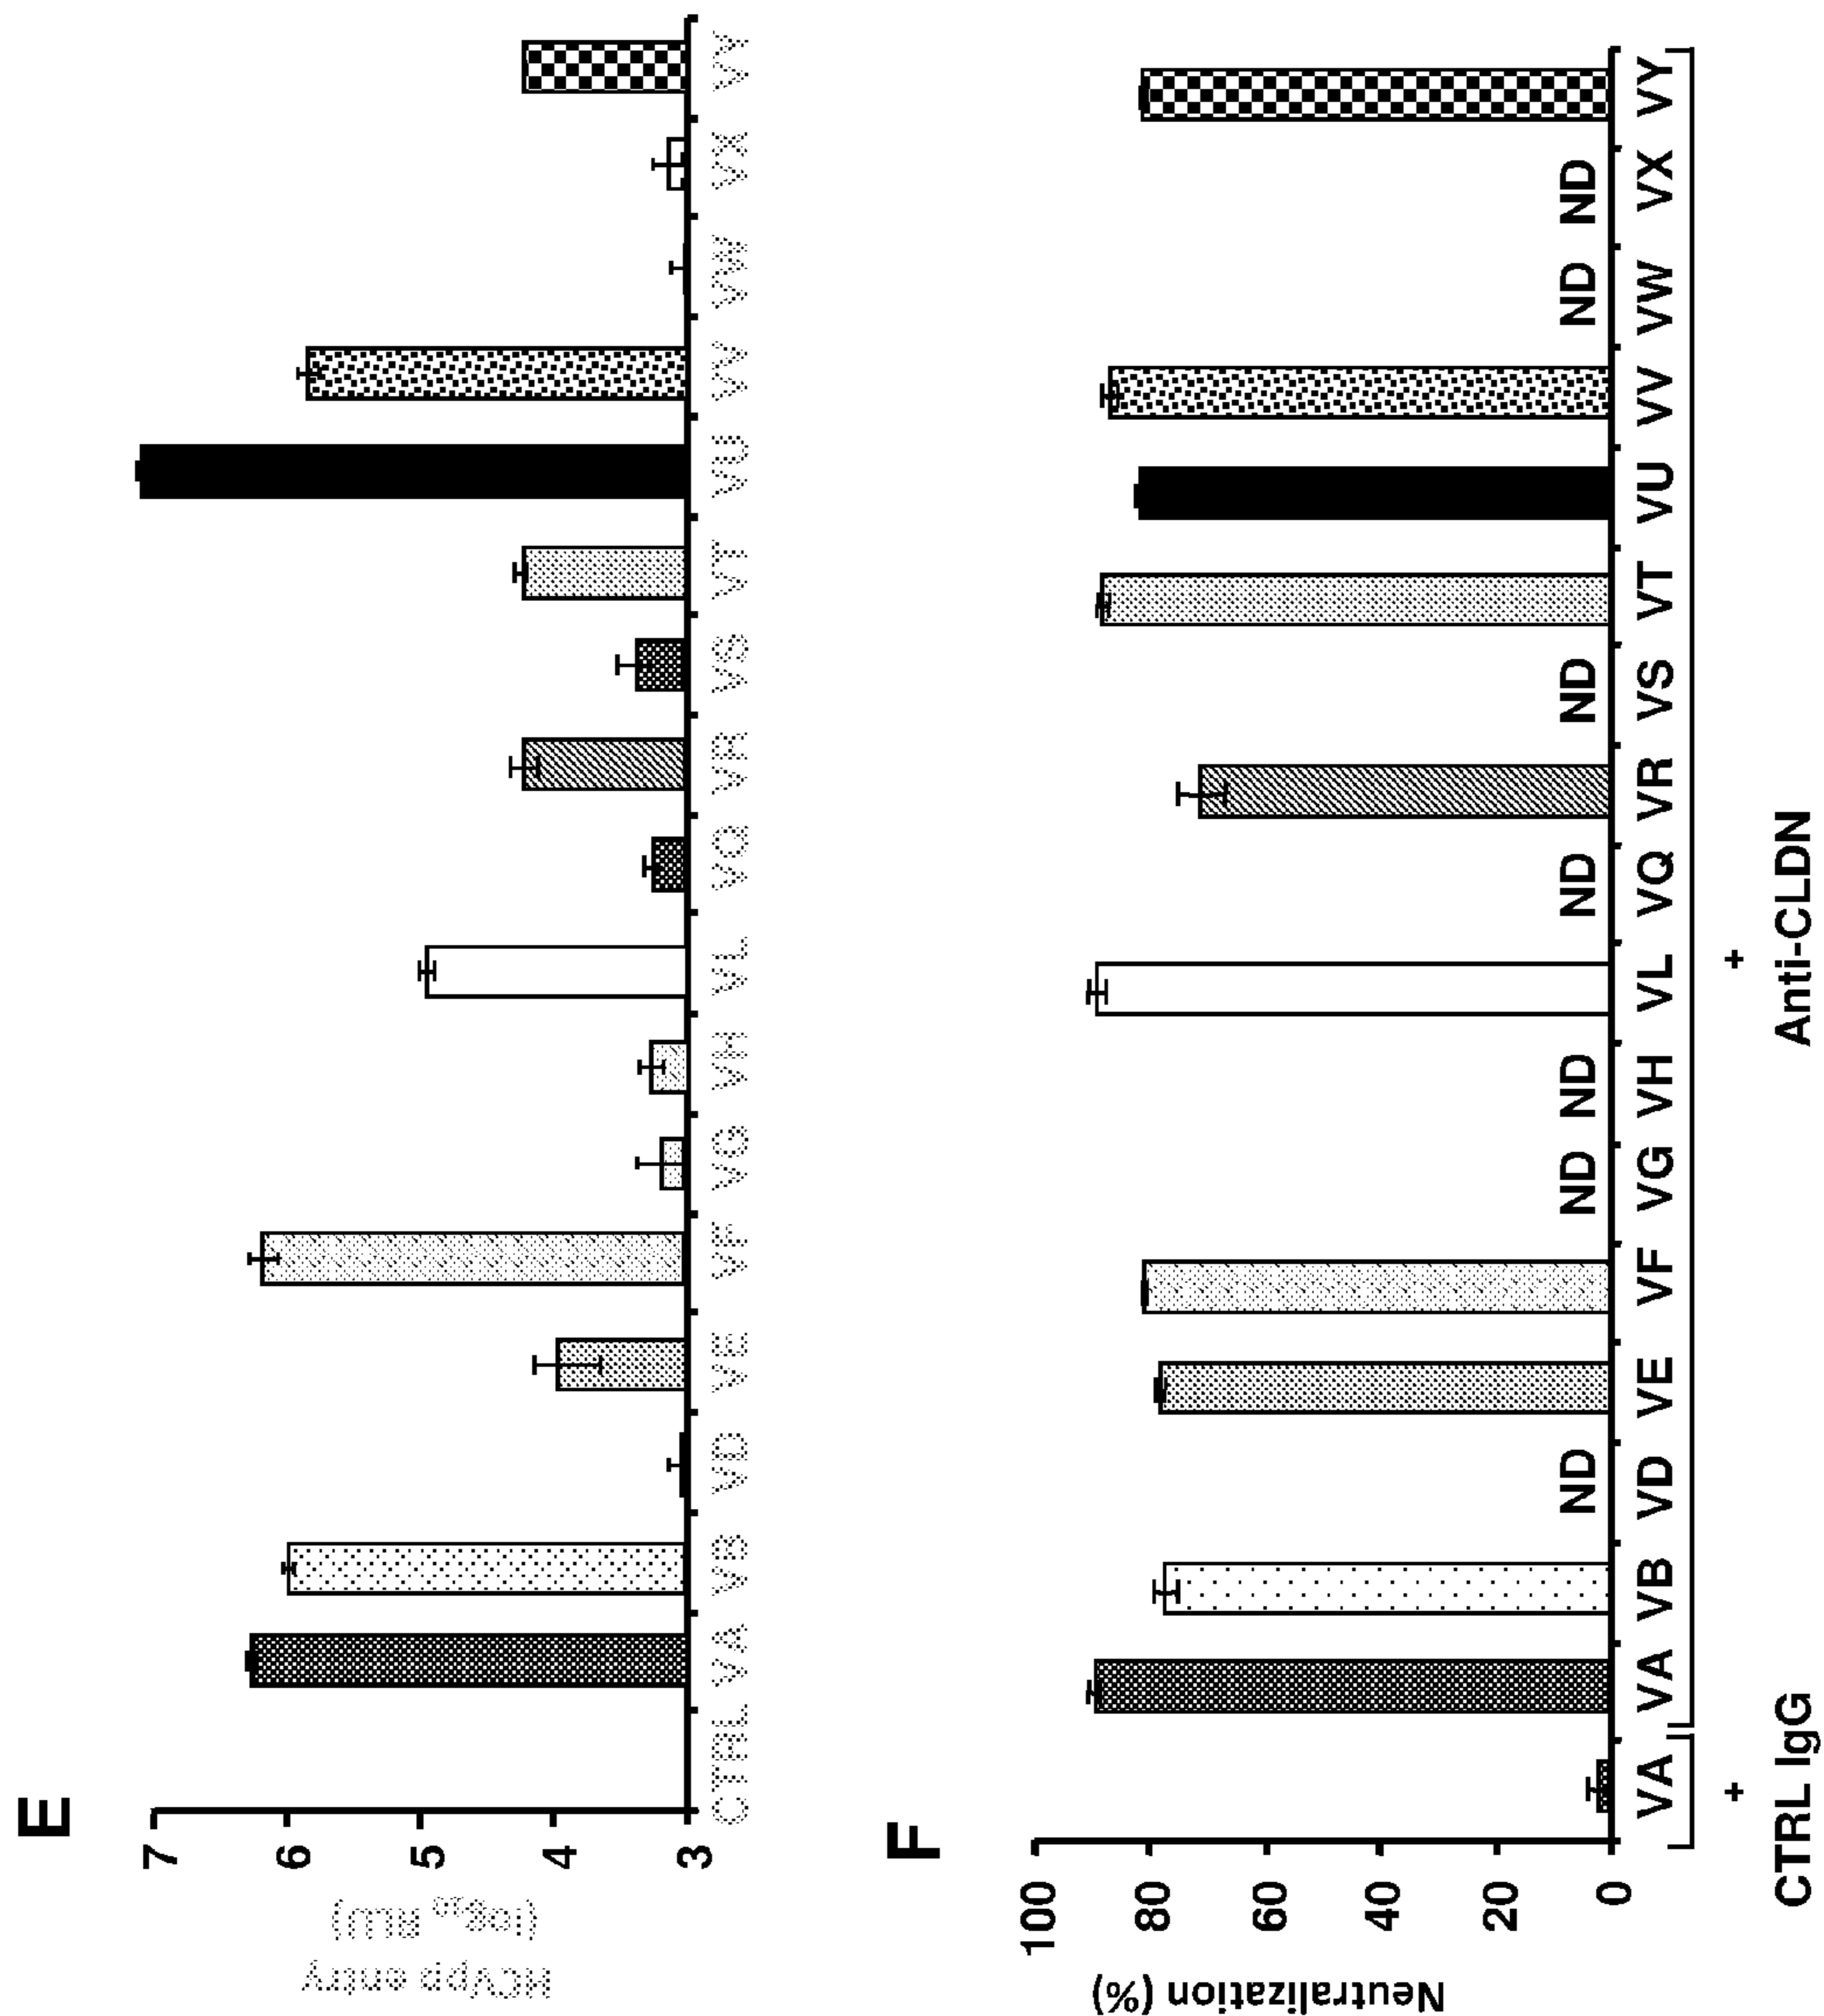 E
HCVpp entry
(log₁₀ RLU)
7
6
5
4
3
CTRL VA VB VD VE VF VG VH VL VQ VR VS VT VU VV VW VX VY
F
Neutralization (%)
100
80
60
40
20
0
ND ND ND ND ND ND ND
VA VA VB VD VE VF VG VH VL VQ VR VS VT VU VV VW VX VY
+ +
CTRL IgG Anti-CLDN